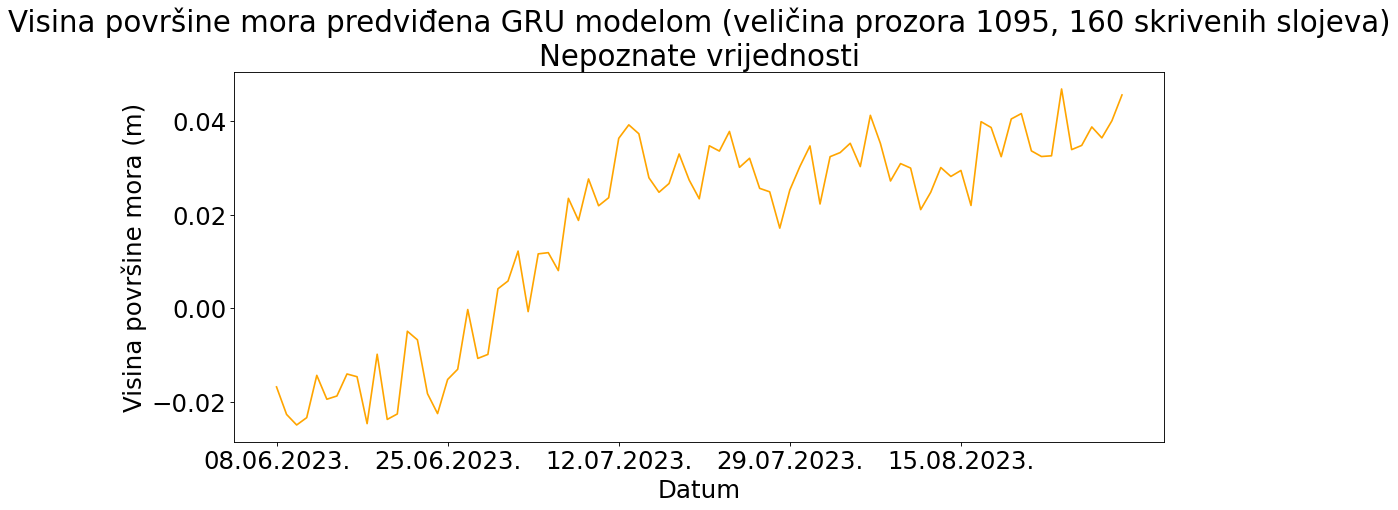 Visina površine mora predviđena GRU modelom (veličina prozora 1095, 160 skrivenih slojeva)
Nepoznate vrijednosti
Visina površine mora (m)
0.04
0.02
0.00
−0.02
08.06.2023. 25.06.2023. 12.07.2023. 29.07.2023. 15.08.2023.
Datum